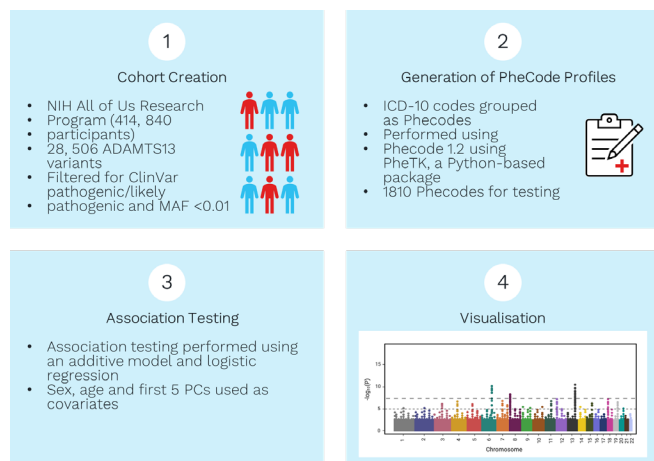 1
Cohort Creation
• NIH All of Us Research
• Program (414, 840
• participants)
• 28, 506 ADAMTS13
variants
• Filtered for ClinVar
pathogenic/likely
• pathogenic and MAF <0.01
2
Generation of PheCode Profiles
• ICD-10 codes grouped
as Phecodes
• Performed using
• Phecode 1.2 using
PheTK, a Python-based
package
• 1810 Phecodes for testing
3
Association Testing
• Association testing performed using
an additive model and logistic
regression
• Sex, age and first 5 PCs used as
covariates
4
Visualisation
-log₁₀(P)
15
10
5
0
1 2 3 4 5 6 7 8 9 10 11 12 13 14 15 16 17 18 19 20 21 22
Chromosome